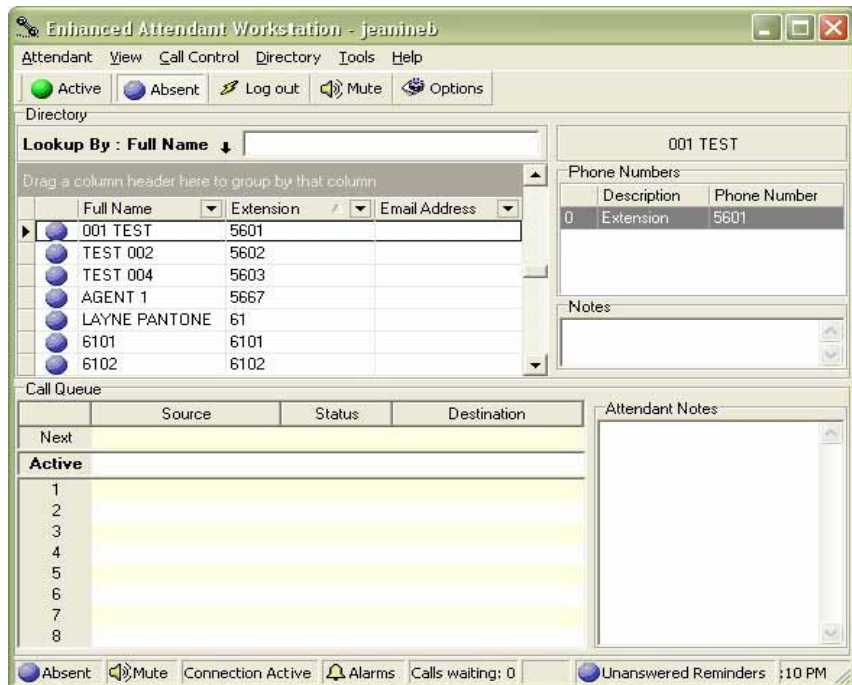 Enhanced Attendant Workstation - jeanineb
Attendant View Call Control Directory Tools Help
Active Absent Log out Mute Options
Directory
Lookup By : Full Name
001 TEST
Drag a column header here to group by that column
Full Name Extension Email Address
001 TEST 5601
TEST 002 5602
TEST 004 5603
AGENT 1 5667
LAYNE PANTONE 61
6101 6101
6102 6102
Phone Numbers
Description Phone Number
0 Extension 5601
Notes
Call Queue
Source Status Destination
Next
Active
1
2
3
4
5
6
7
8
Attendant Notes
Absent Mute Connection Active Alarms Calls waiting: 0 Unanswered Reminders :10 PM